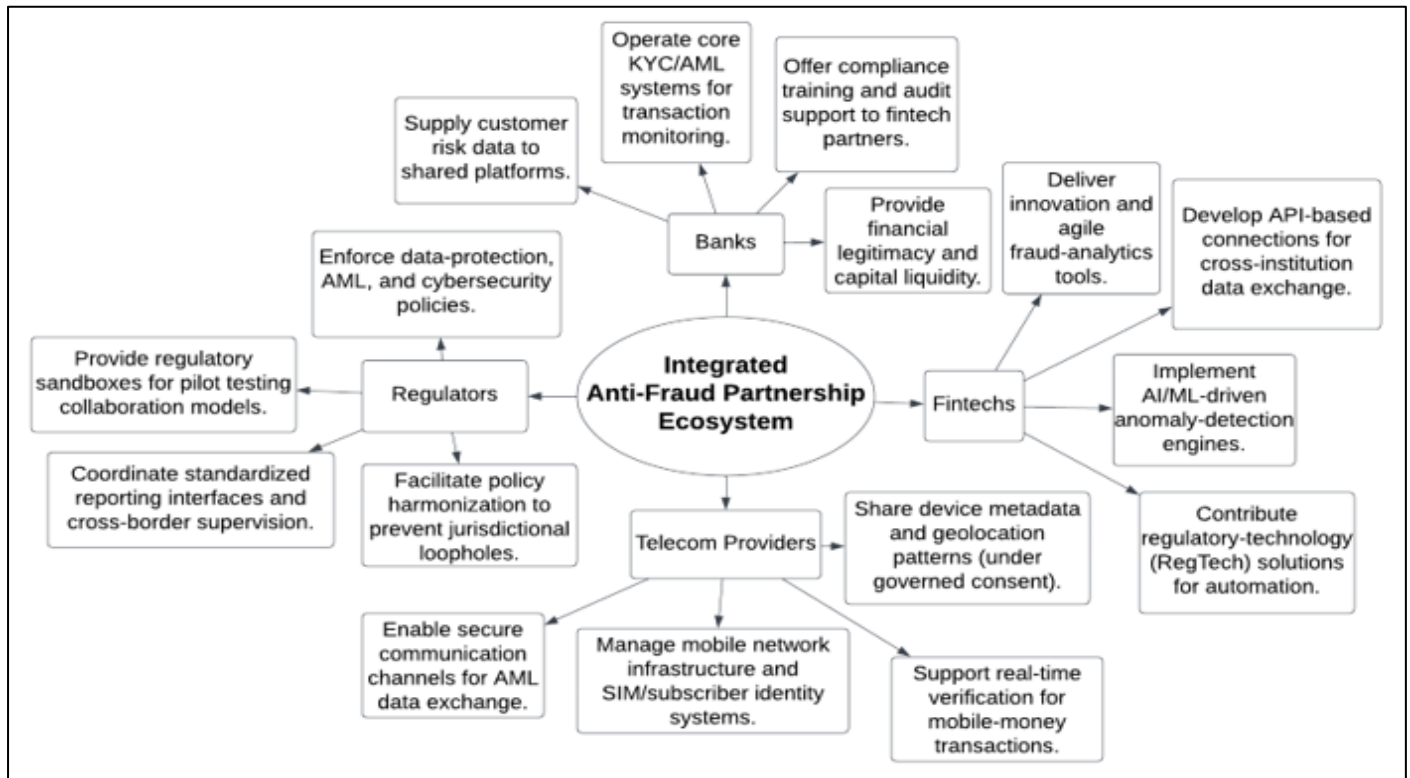 Operate core
KYC/AML
systems for
transaction
monitoring.
Offer compliance
training and audit
support to fintech
partners.
Supply customer
risk data to
shared platforms.
Banks
Provide
financial
legitimacy and
capital liquidity.
Deliver
innovation and
agile
fraud-analytics
tools.
Develop API-based
connections for
cross-institution
data exchange.
Enforce data-protection,
AML, and cybersecurity
policies.
Provide regulatory
sandboxes for pilot testing
collaboration models.
Regulators
Integrated
Anti-Fraud Partnership
Ecosystem
Fintechs
Implement
AI/ML-driven
anomaly-detection
engines.
Coordinate standardized
reporting interfaces and
cross-border supervision.
Facilitate policy
harmonization to
prevent jurisdictional
loopholes.
Telecom Providers
Share device metadata
and geolocation
patterns (under
governed consent).
Contribute
regulatory-technology
(RegTech) solutions
for automation.
Enable secure
communication
channels for AML
data exchange.
Manage mobile network
infrastructure and
SIM/subscriber identity
systems.
Support real-time
verification for
mobile-money
transactions.